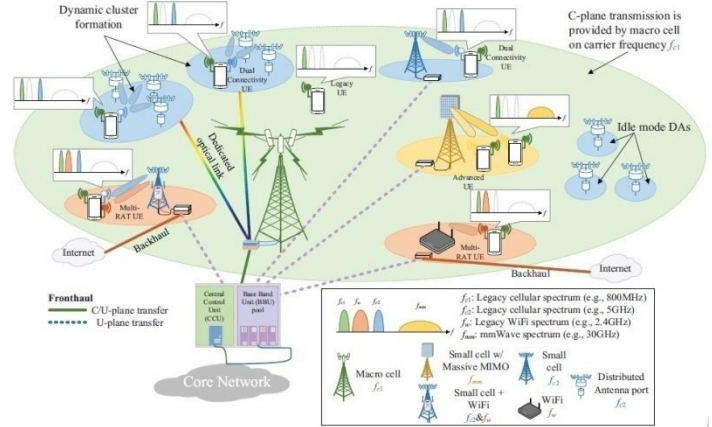 Dynamic cluster
formation
C-plane transmission is
provided by macro cell
on carrier frequency fc1
f
f
f
f
f
f
f
f
Dual
Connectivity
UE
Legacy
UE
Dual
Connectivity
UE
Dedicated
optical link
Advanced
UE
Idle mode DAs
Multi-
RAT UE
Multi-
RAT UE
Internet
Backhaul
Backhaul
Internet
Fronthaul
C/U-plane transfer
U-plane transfer
Central
Control
Unit
(CCU)
Base Band
Unit (BBU)
pool
Core Network
fc1 fw fc2 fmm f
fc1: Legacy cellular spectrum (e.g., 800MHz)
fc2: Legacy cellular spectrum (e.g., 5GHz)
fw: Legacy WiFi spectrum (e.g., 2.4GHz)
fmm: mmWave spectrum (e.g., 30GHz)
Macro cell
fc1
Small cell w/
Massive MIMO
fmm
Small cell +
WiFi
fc2&fw
Small
cell
fc2
WiFi
fw
Distributed
Antenna port
fc2